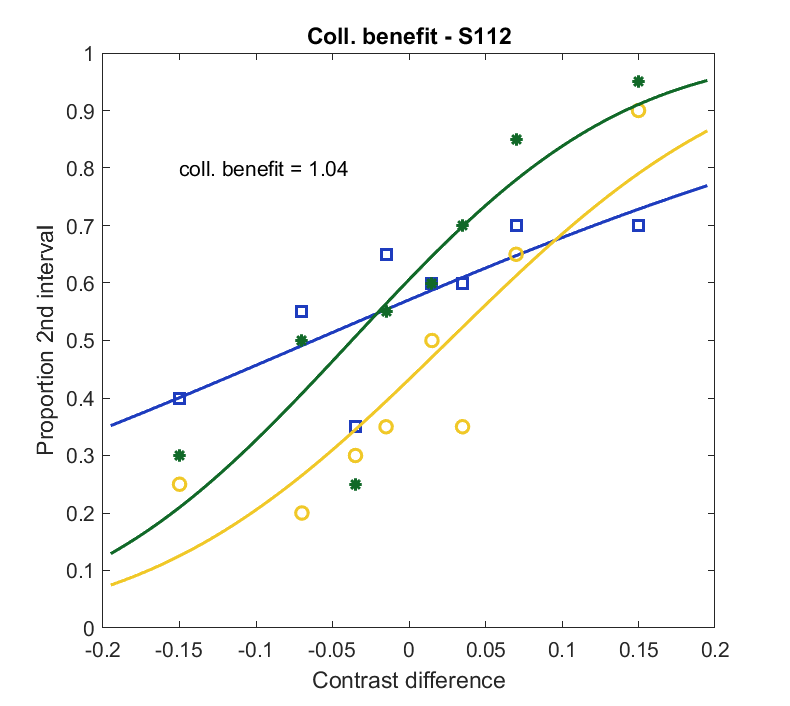 Coll. benefit - S112
1
0.9
0.8
0.7
0.6
0.5
0.4
0.3
0.2
0.1
0
coll. benefit = 1.04
Proportion 2nd interval
-0.2 -0.15 -0.1 -0.05 0 0.05 0.1 0.15 0.2
Contrast difference